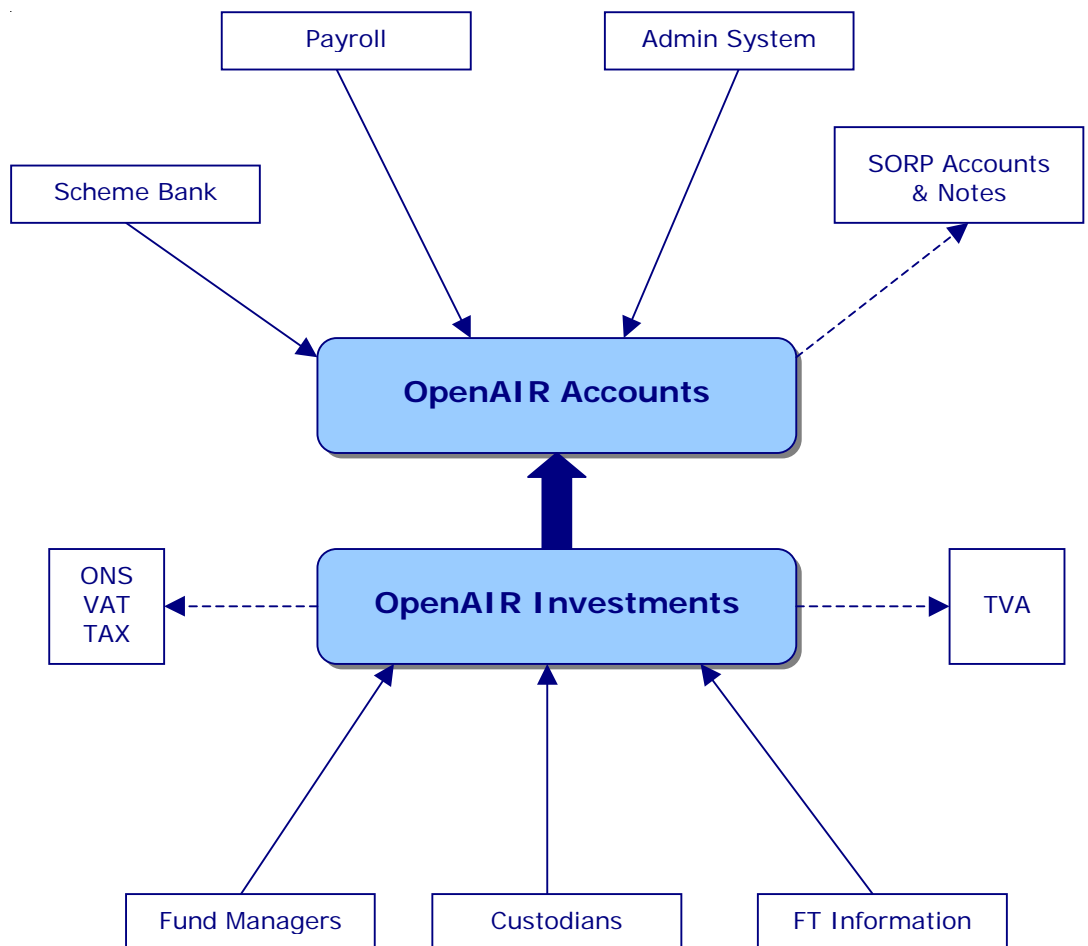 Payroll
Admin System
Scheme Bank
SORP Accounts
& Notes
OpenAIR Accounts
ONS
VAT
TAX
OpenAIR Investments
TVA
Fund Managers
Custodians
FT Information